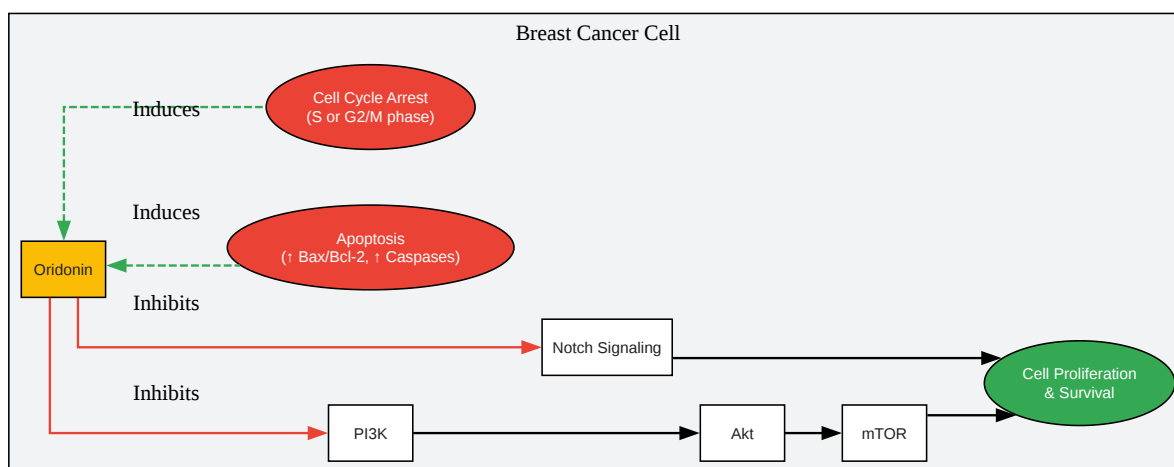 Breast Cancer Cell
Cell Cycle Arrest
(S or G2/M phase)
Induces
Induces
Apoptosis
(↑ Bax/Bcl-2, ↑ Caspases)
Oridonin
Inhibits
Notch Signaling
Cell Proliferation
& Survival
Inhibits
PI3K
Akt
mTOR